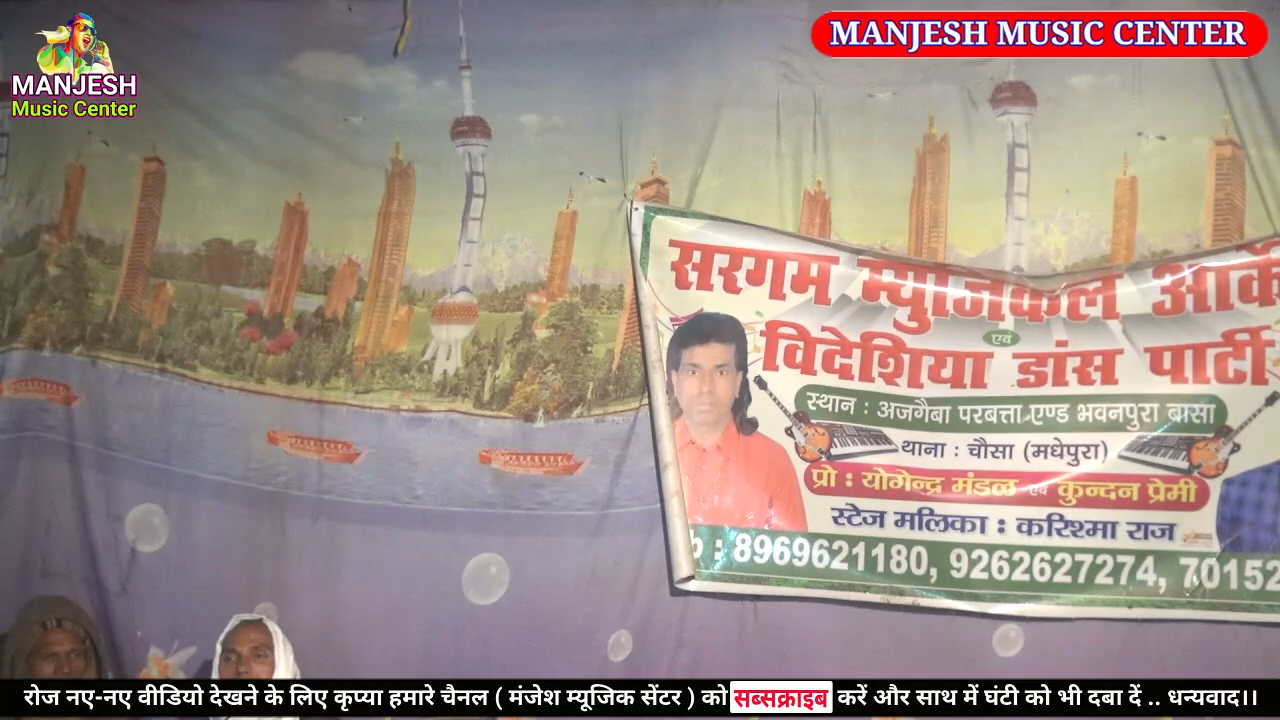 MANJESH MUSIC CENTER
MANJESH
Music Center
सरगम म्युजिकल
एवं
विदेशिया डांस पार्टी
स्थान : अजगैबा परबत्ता एण्ड भवनपुरा बासा
थाना : चौसा (मधेपुरा)
प्रो : योगेन्द्र मंडल एवं कुन्दन प्रेमी
स्टेज मलिका : करिश्मा राज
: 8969621180, 9262627274, 70152
रोज नए-नए वीडियो देखने के लिए कृप्या हमारे चैनल ( मंजेश म्यूजिक सेंटर ) को सब्सक्राइब करें और साथ में घंटी को भी दबा दें .. धन्यवाद।।